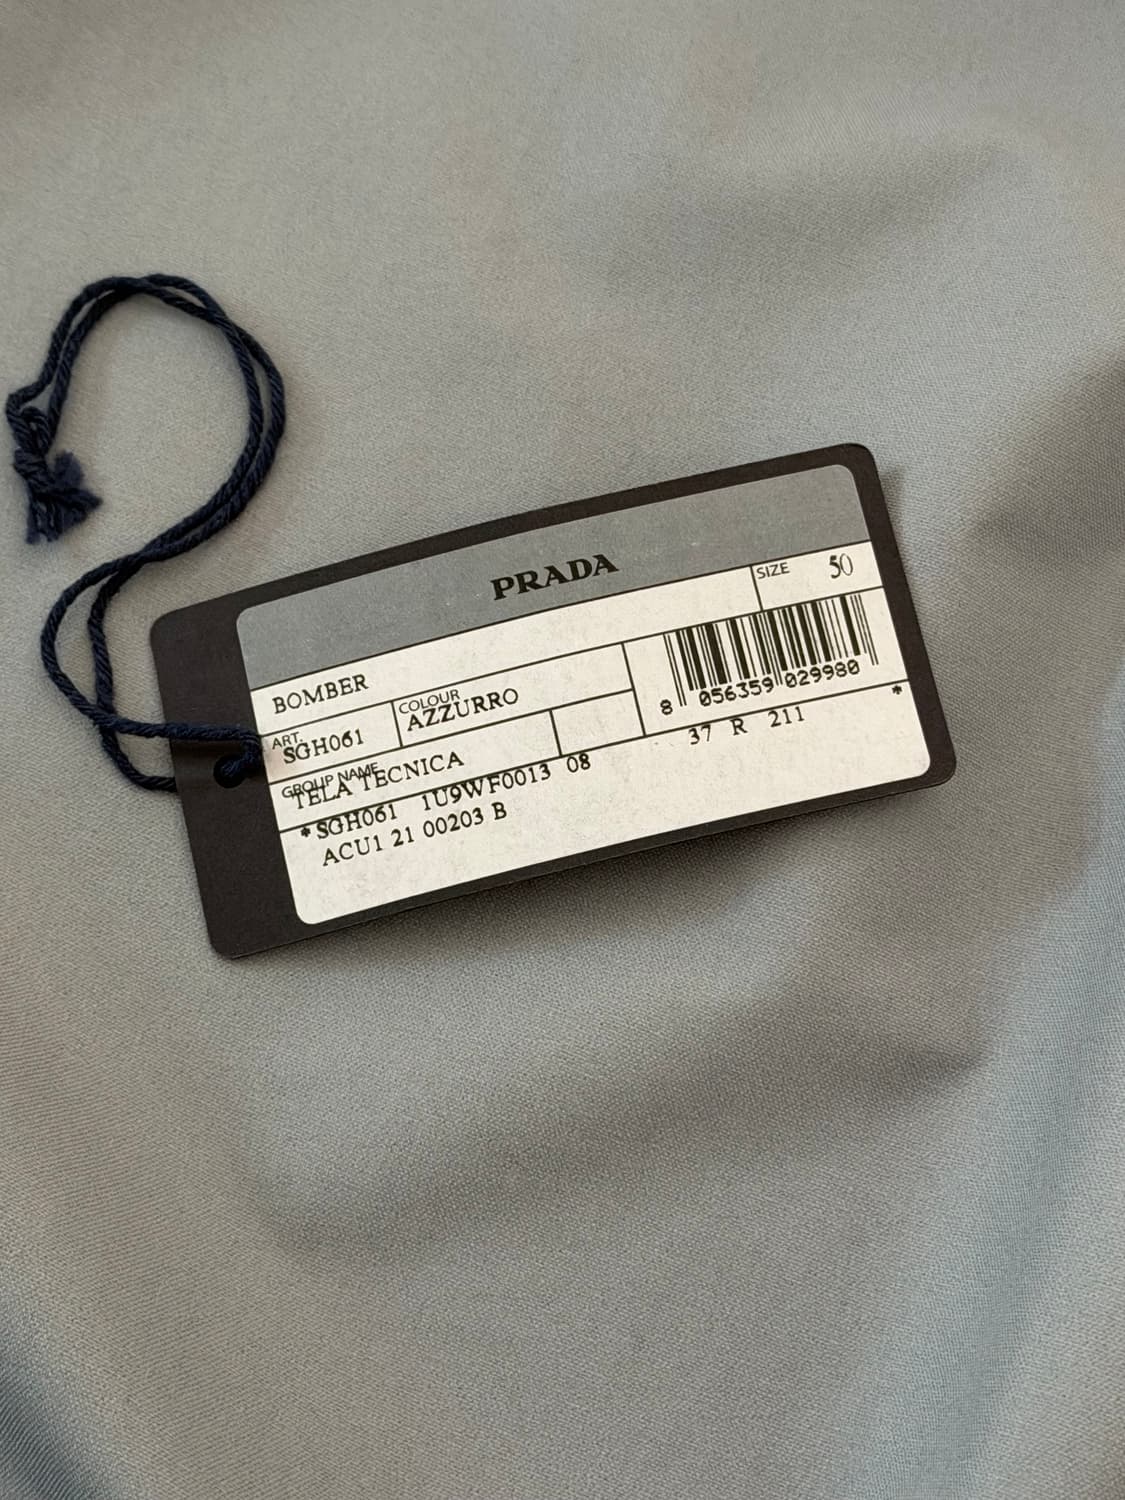 PRADA
SIZE 50
BOMBER
ART. SGH061
COLOUR AZZURRO
GROUP NAME TELA TECNICA
8 056359 029980
*SGH061 1U9WF0013 08 37 R 211 *
ACU1 21 00203 B